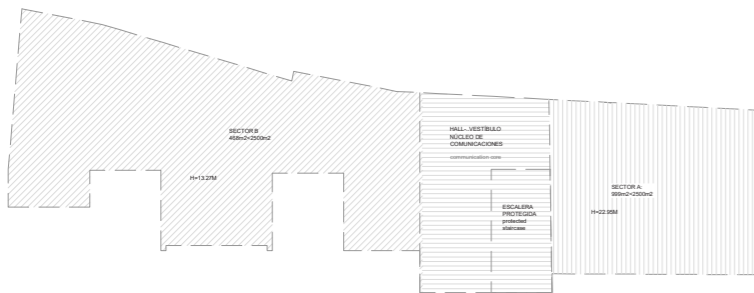 SECTOR B
468m2<2500m2
H=13.27M
HALL-.VESTÍBULO
NÚCLEO DE
COMUNICACIONES
communication core
ESCALERA
PROTEGIDA
protected
staircase
SECTOR A:
999m2<2500m2
H=22.95M